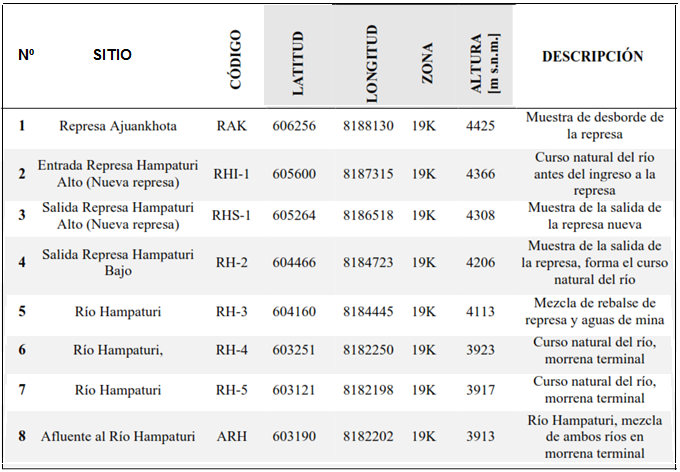 Nº SITIO CÓDIGO LATITUD LONGITUD ZONA ALTURA [m s.n.m.] DESCRIPCIÓN
1 Represa Ajuankhota RAK 606256 8188130 19K 4425 Muestra de desborde de
la represa
2 Entrada Represa Hampaturi
Alto (Nueva represa) RHI-1 605600 8187315 19K 4366 Curso natural del río
antes del ingreso a la
represa
3 Salida Represa Hampaturi
Alto (Nueva represa) RHS-1 605264 8186518 19K 4308 Muestra de la salida de
la represa nueva
4 Salida Represa Hampaturi
Bajo RH-2 604466 8184723 19K 4206 Muestra de la salida de
la represa, forma el curso
natural del río
5 Río Hampaturi RH-3 604160 8184445 19K 4113 Mezcla de rebalse de
represa y aguas de mina
6 Río Hampaturi, RH-4 603251 8182250 19K 3923 Curso natural del río,
morrena terminal
7 Río Hampaturi RH-5 603121 8182198 19K 3917 Curso natural del río,
morrena terminal
8 Afluente al Río Hampaturi ARH 603190 8182202 19K 3913 Río Hampaturi, mezcla
de ambos ríos en
morrena terminal